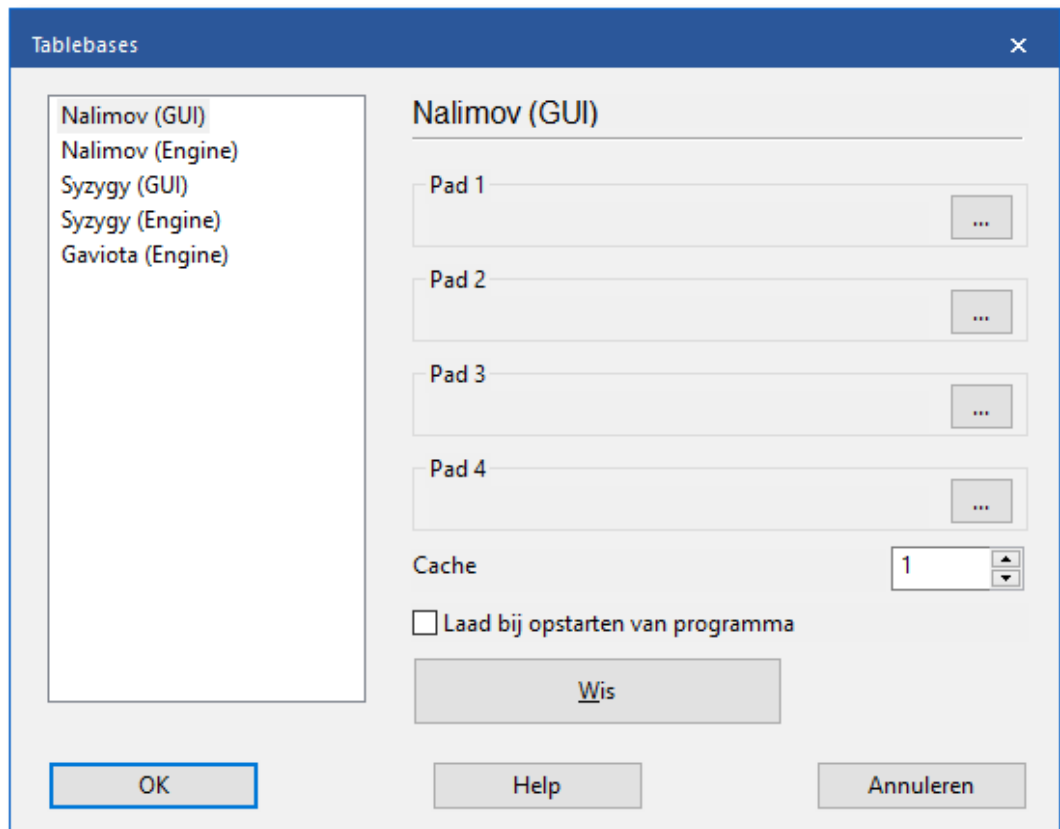 Tablebases
Nalimov (GUI)
Nalimov (Engine)
Syzygy (GUI)
Syzygy (Engine)
Gaviota (Engine)
Nalimov (GUI)
Pad 1
...
Pad 2
...
Pad 3
...
Pad 4
...
Cache
1
Laad bij opstarten van programma
Wis
OK
Help
Annuleren